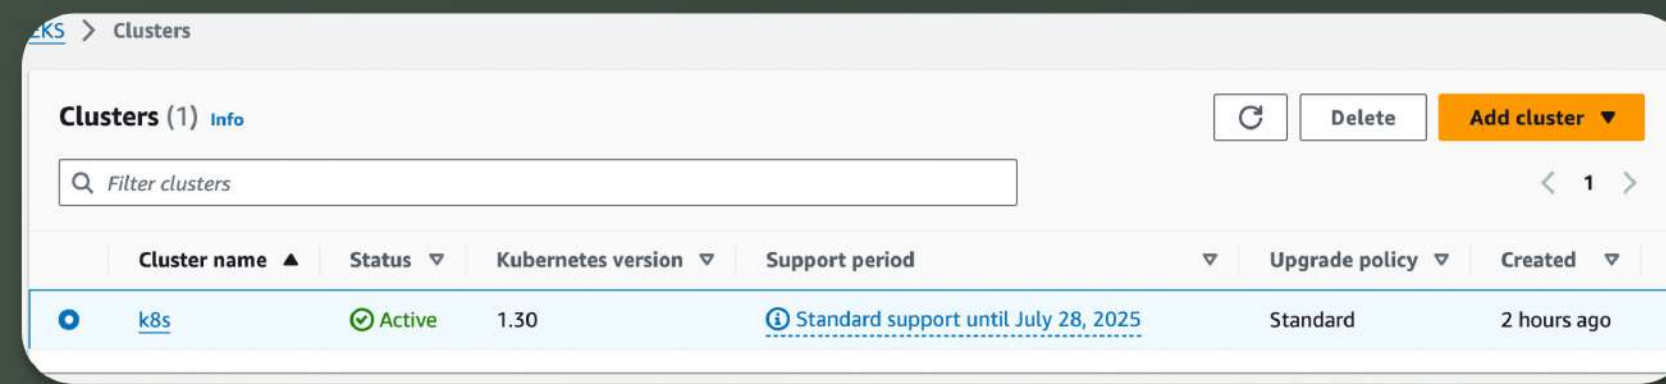 EKS > Clusters
Clusters (1) Info
Delete
Add cluster
Filter clusters
1
Cluster name Status Kubernetes version Support period Upgrade policy Created
k8s Active 1.30 Standard support until July 28, 2025 Standard 2 hours ago